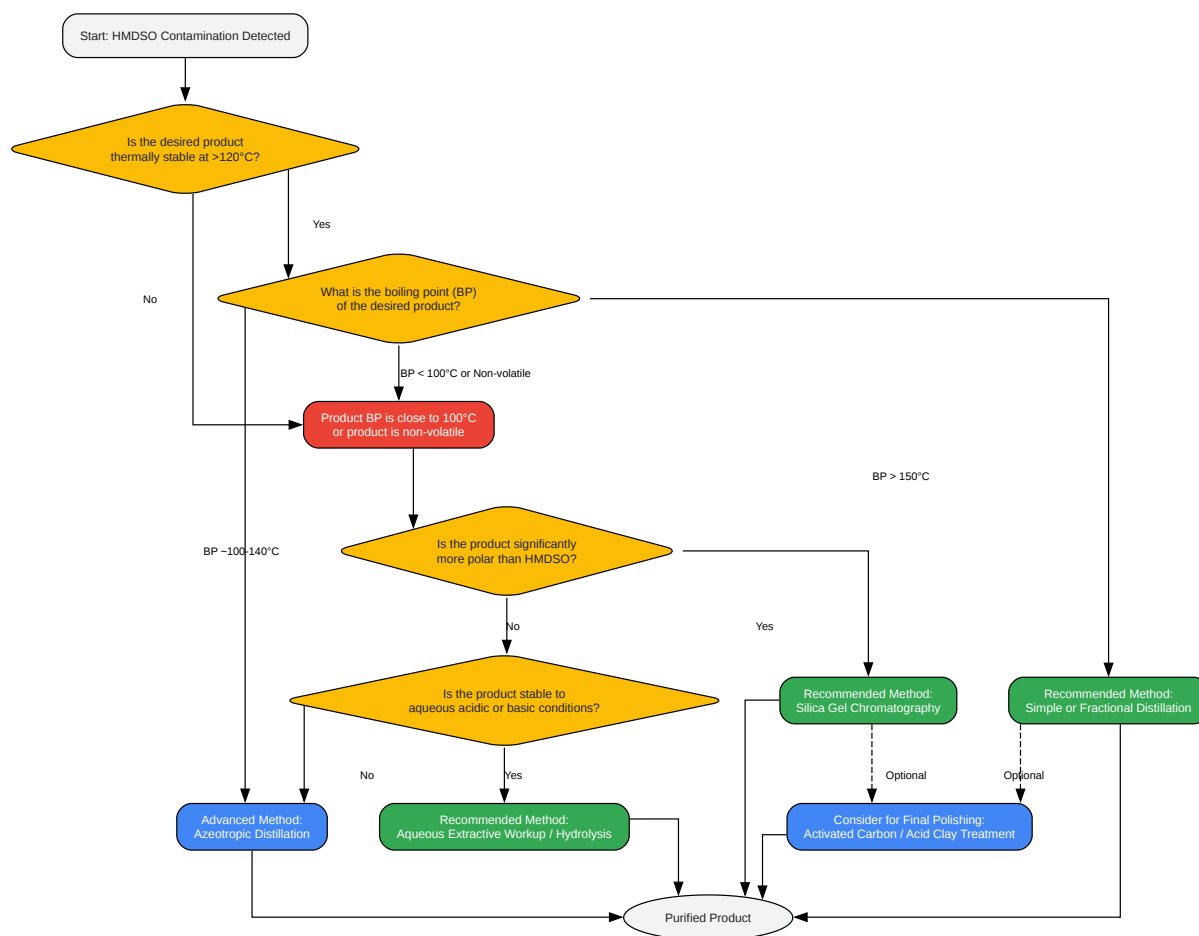 Start: HMDSO Contamination Detected
Is the desired product
thermally stable at >120°C?
Yes
No
What is the boiling point (BP)
of the desired product?
BP < 100°C or Non-volatile
Product BP is close to 100°C
or product is non-volatile
BP > 150°C
BP ~100-140°C
Is the product significantly
more polar than HMDSO?
No
Yes
Is the product stable to
aqueous acidic or basic conditions?
Recommended Method:
Silica Gel Chromatography
Recommended Method:
Simple or Fractional Distillation
No
Yes
Optional
Optional
Advanced Method:
Azeotropic Distillation
Recommended Method:
Aqueous Extractive Workup / Hydrolysis
Consider for Final Polishing:
Activated Carbon / Acid Clay Treatment
Purified Product